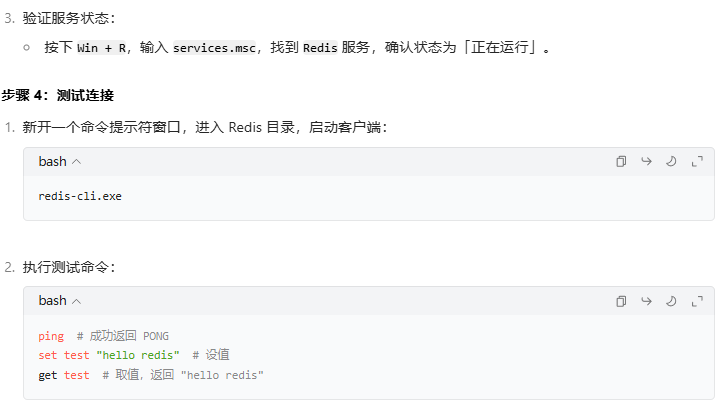 3. 验证服务状态：
○ 按下 Win + R，输入 services.msc，找到 Redis 服务，确认状态为「正在运行」。
步骤 4：测试连接
1. 新开一个命令提示符窗口，进入 Redis 目录，启动客户端：
bash
redis-cli.exe
2. 执行测试命令：
bash
ping  # 成功返回 PONG
set test "hello redis"  # 设值
get test  # 取值，返回 "hello redis"